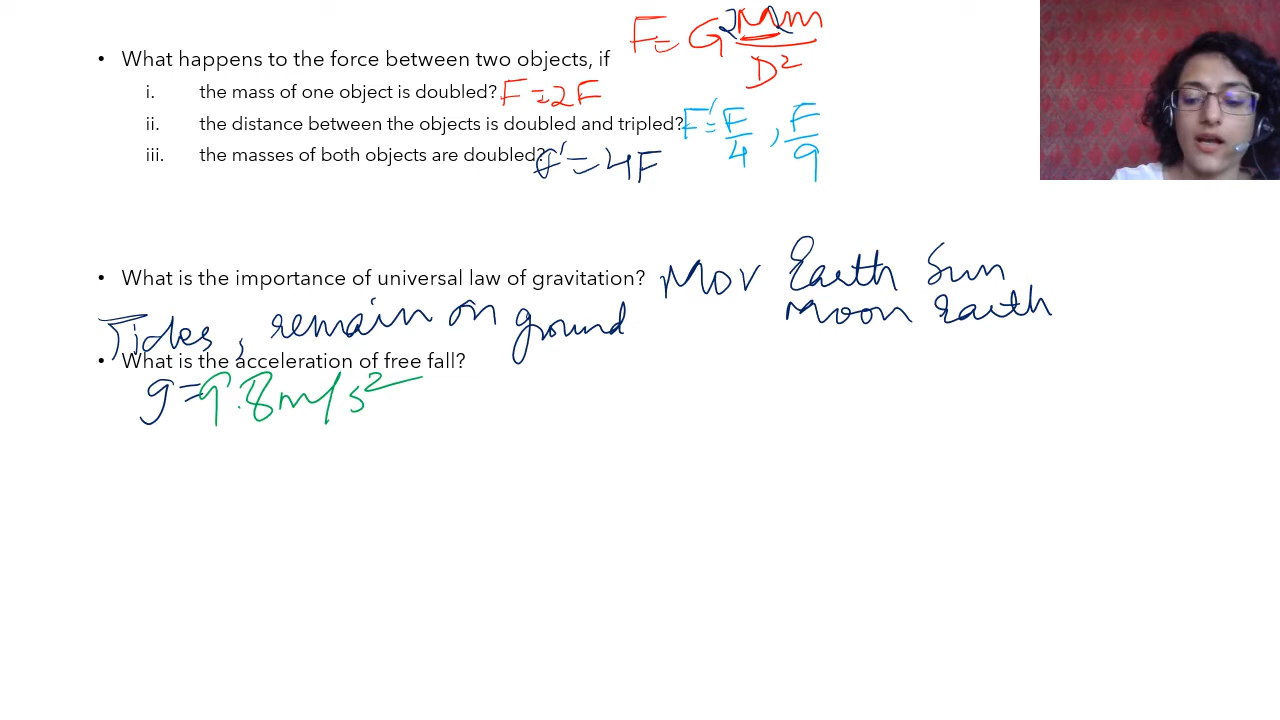 F = G 2M2m / D²
• What happens to the force between two objects, if
i. the mass of one object is doubled? F = 2F
ii. the distance between the objects is doubled and tripled? F' = F/4, F/9
iii. the masses of both objects are doubled? F' = 4F
• What is the importance of universal law of gravitation? Mov Earth Sun
Moon Earth
Tides, remain on ground
• What is the acceleration of free fall?
g = 9.8m/s²